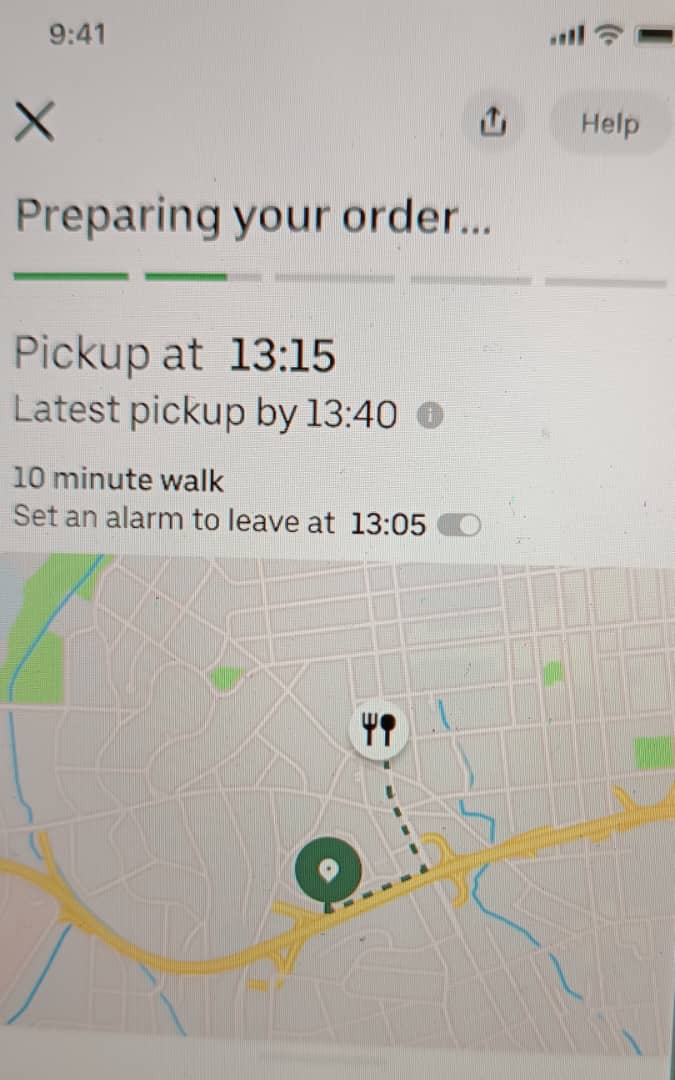 9:41
Help
Preparing your order...
Pickup at 13:15
Latest pickup by 13:40
10 minute walk
Set an alarm to leave at 13:05